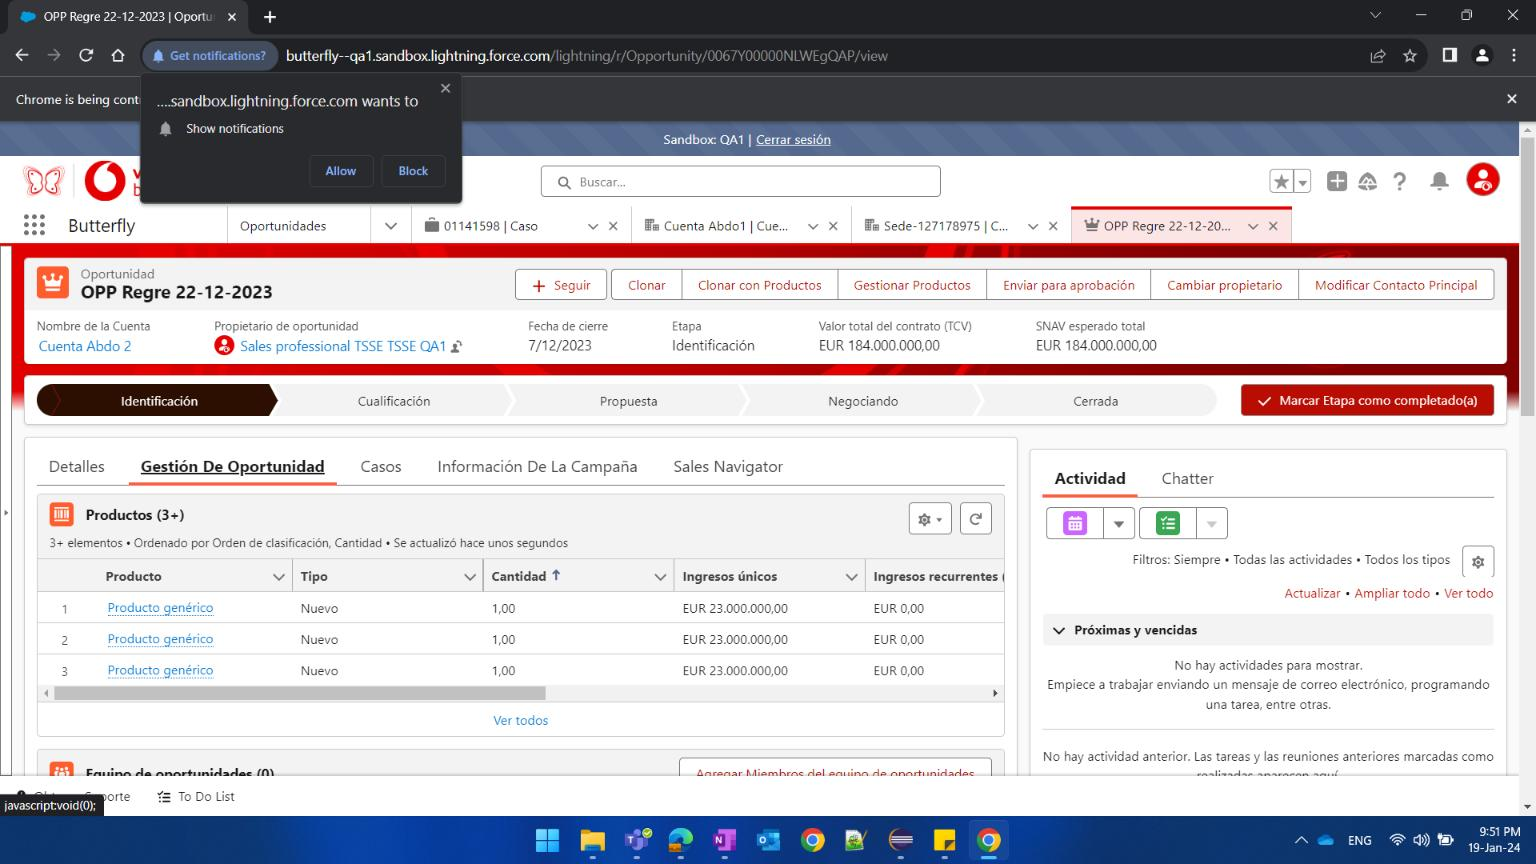 OPP Regre 22-12-2023 | Oportu
Get notifications?
butterfly--qa1.sandbox.lightning.force.com/lightning/r/Opportunity/0067Y00000NLWEgQAP/view
Chrome is being cont
....sandbox.lightning.force.com wants to
Show notifications
Allow
Block
Sandbox: QA1 | Cerrar sesión
Buscar...
Butterfly
Oportunidades
01141598 | Caso
Cuenta Abdo1 | Cue...
Sede-127178975 | C...
OPP Regre 22-12-20...
Oportunidad
OPP Regre 22-12-2023
Seguir
Clonar
Clonar con Productos
Gestionar Productos
Enviar para aprobación
Cambiar propietario
Modificar Contacto Principal
Nombre de la Cuenta
Propietario de oportunidad
Fecha de cierre
Etapa
Valor total del contrato (TCV)
SNAV esperado total
Cuenta Abdo 2
Sales professional TSSE TSSE QA1
7/12/2023
Identificación
EUR 184.000.000,00
EUR 184.000.000,00
Identificación
Cualificación
Propuesta
Negociando
Cerrada
Marcar Etapa como completado(a)
Detalles
Gestión De Oportunidad
Casos
Información De La Campaña
Sales Navigator
Productos (3+)
3+ elementos • Ordenado por Orden de clasificación, Cantidad • Se actualizó hace unos segundos
Producto
Tipo
Cantidad
Ingresos únicos
Ingresos recurrentes (
1
Producto genérico
Nuevo
1,00
EUR 23.000.000,00
EUR 0,00
2
Producto genérico
Nuevo
1,00
EUR 23.000.000,00
EUR 0,00
3
Producto genérico
Nuevo
1,00
EUR 23.000.000,00
EUR 0,00
Ver todos
Equipo de oportunidades (0)
Agregar Miembros del equipo de oportunidades
Actividad
Chatter
Filtros: Siempre • Todas las actividades • Todos los tipos
Actualizar • Ampliar todo • Ver todo
Próximas y vencidas
No hay actividades para mostrar.
Empiece a trabajar enviando un mensaje de correo electrónico, programando
una tarea, entre otras.
No hay actividad anterior. Las tareas y las reuniones anteriores marcadas como
realizadas aparecen aquí.
To Do List
javascript:void(0);
ENG
9:51 PM
19-Jan-24